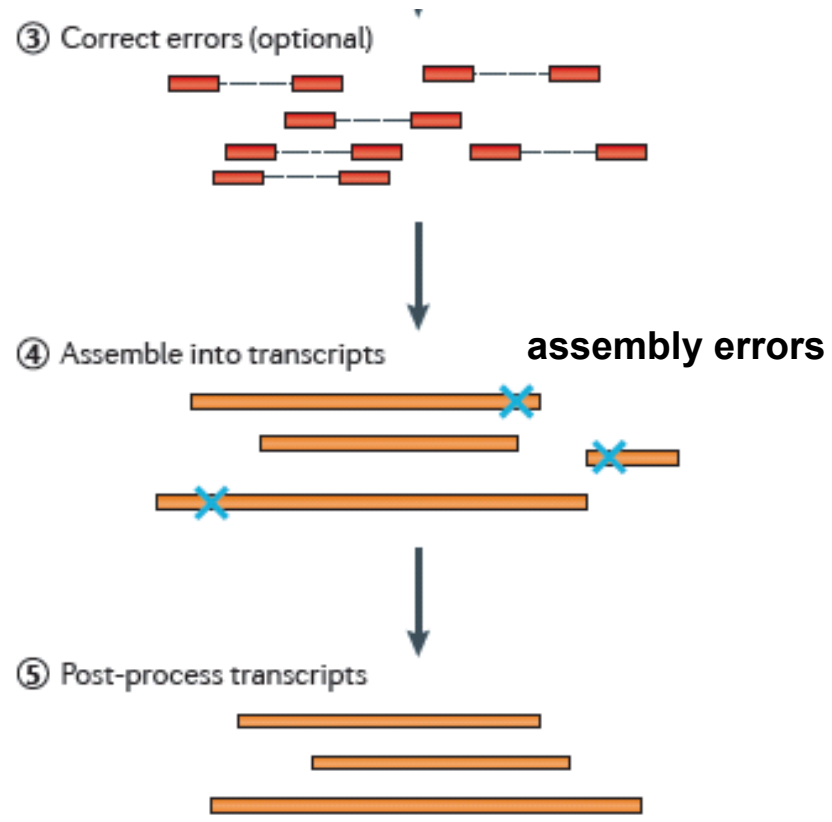 ③ Correct errors (optional)
④ Assemble into transcripts
assembly errors
⑤ Post-process transcripts